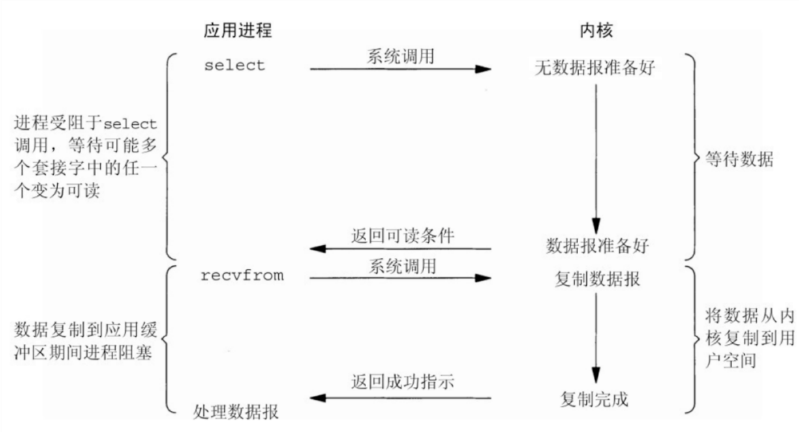 应用进程
内核
select
系统调用
无数据报准备好
进程受阻于select
调用，等待可能多
个套接字中的任一
个变为可读
等待数据
返回可读条件
数据报准备好
recvfrom
系统调用
复制数据报
数据复制到应用缓
冲区期间进程阻塞
将数据从内
核复制到用
户空间
返回成功指示
处理数据报
复制完成